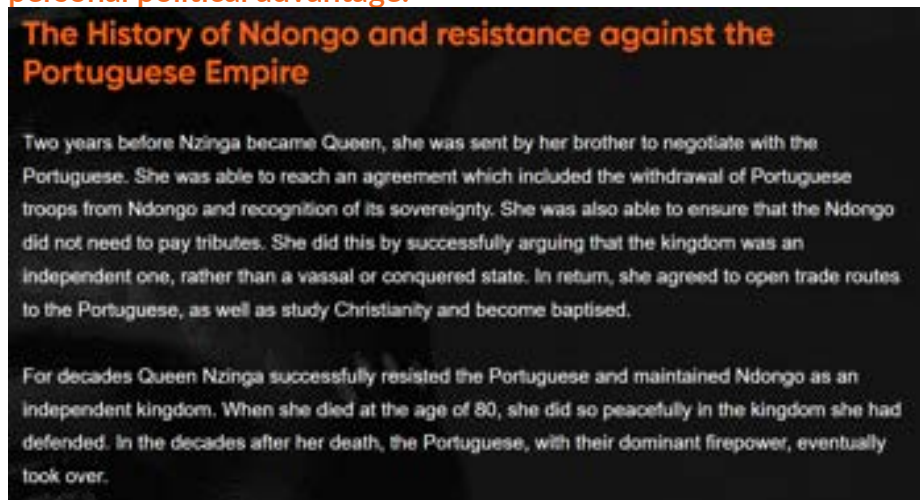 personal political advantage.
The History of Ndongo and resistance against the
Portuguese Empire
Two years before Nzinga became Queen, she was sent by her brother to negotiate with the
Portuguese. She was able to reach an agreement which included the withdrawal of Portuguese
troops from Ndongo and recognition of its sovereignty. She was also able to ensure that the Ndongo
did not need to pay tributes. She did this by successfully arguing that the kingdom was an
independent one, rather than a vassal or conquered state. In return, she agreed to open trade routes
to the Portuguese, as well as study Christianity and become baptised.
For decades Queen Nzinga successfully resisted the Portuguese and maintained Ndongo as an
independent kingdom. When she died at the age of 80, she did so peacefully in the kingdom she had
defended. In the decades after her death, the Portuguese, with their dominant firepower, eventually
took over.